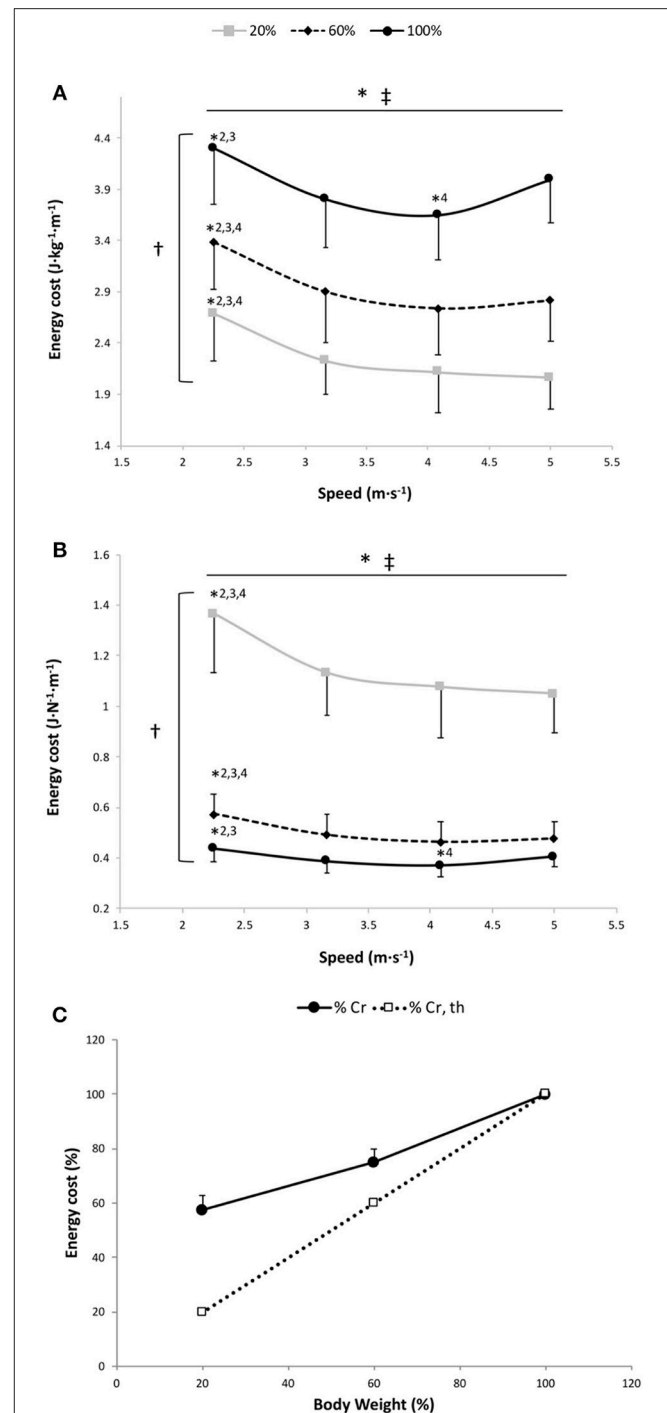 20% 60% 100%
A
* ‡
4.4
3.9
3.4
2.9
2.4
1.9
1.4
Energy cost (J·kg⁻¹·m⁻¹)
†
*2,3
*4
*2,3,4
*2,3,4
1.5 2 2.5 3 3.5 4 4.5 5 5.5
Speed (m·s⁻¹)
B
* ‡
1.6
1.4
1.2
1
0.8
0.6
0.4
0.2
Energy cost (J·N⁻¹·m⁻¹)
†
*2,3,4
*2,3,4
*2,3
*4
1.5 2 2.5 3 3.5 4 4.5 5 5.5
Speed (m·s⁻¹)
C
% Cr % Cr, th
120
100
80
60
40
20
0
Energy cost (%)
0 20 40 60 80 100 120
Body Weight (%)